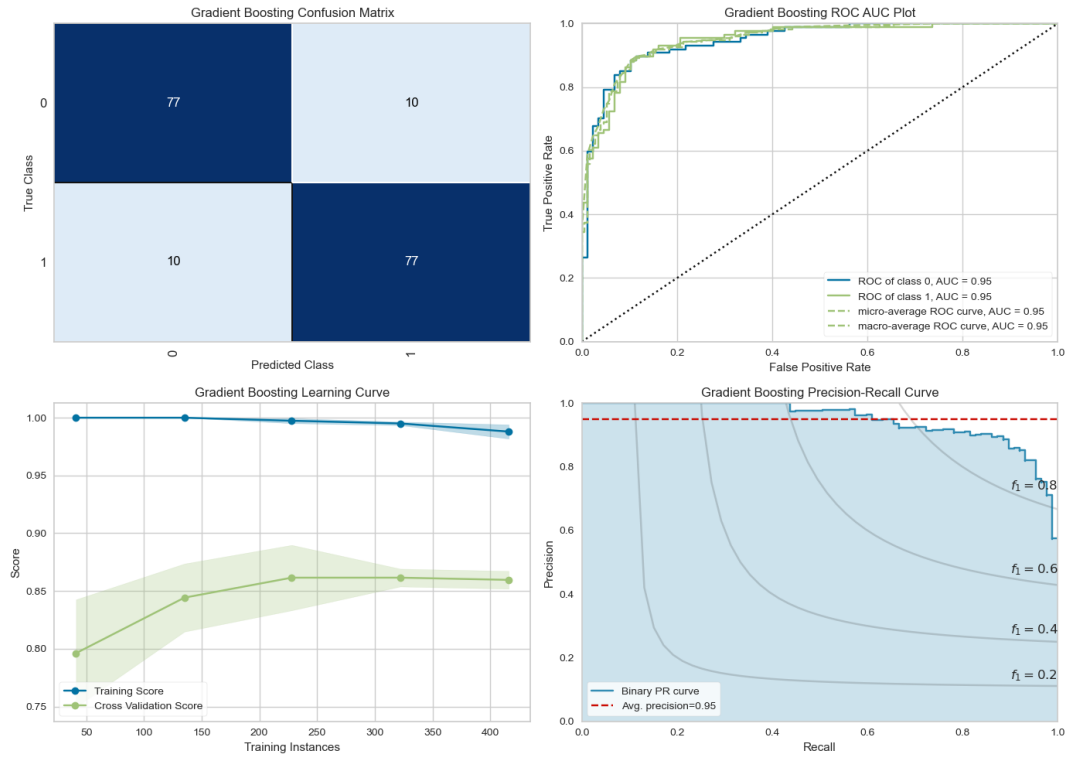 Gradient Boosting Confusion Matrix
0
77
10
True Class
1
10
77
0
1
Predicted Class
Gradient Boosting ROC AUC Plot
1.0
0.8
0.6
0.4
0.2
0.0
True Positive Rate
ROC of class 0, AUC = 0.95
ROC of class 1, AUC = 0.95
micro-average ROC curve, AUC = 0.95
macro-average ROC curve, AUC = 0.95
0.0 0.2 0.4 0.6 0.8 1.0
False Positive Rate
Gradient Boosting Learning Curve
1.00
0.95
0.90
0.85
0.80
0.75
Score
Training Score
Cross Validation Score
50 100 150 200 250 300 350 400
Training Instances
Gradient Boosting Precision-Recall Curve
1.0
0.8
0.6
0.4
0.2
0.0
Precision
f₁ = 0.8
f₁ = 0.6
f₁ = 0.4
f₁ = 0.2
Binary PR curve
Avg. precision=0.95
0.0 0.2 0.4 0.6 0.8 1.0
Recall